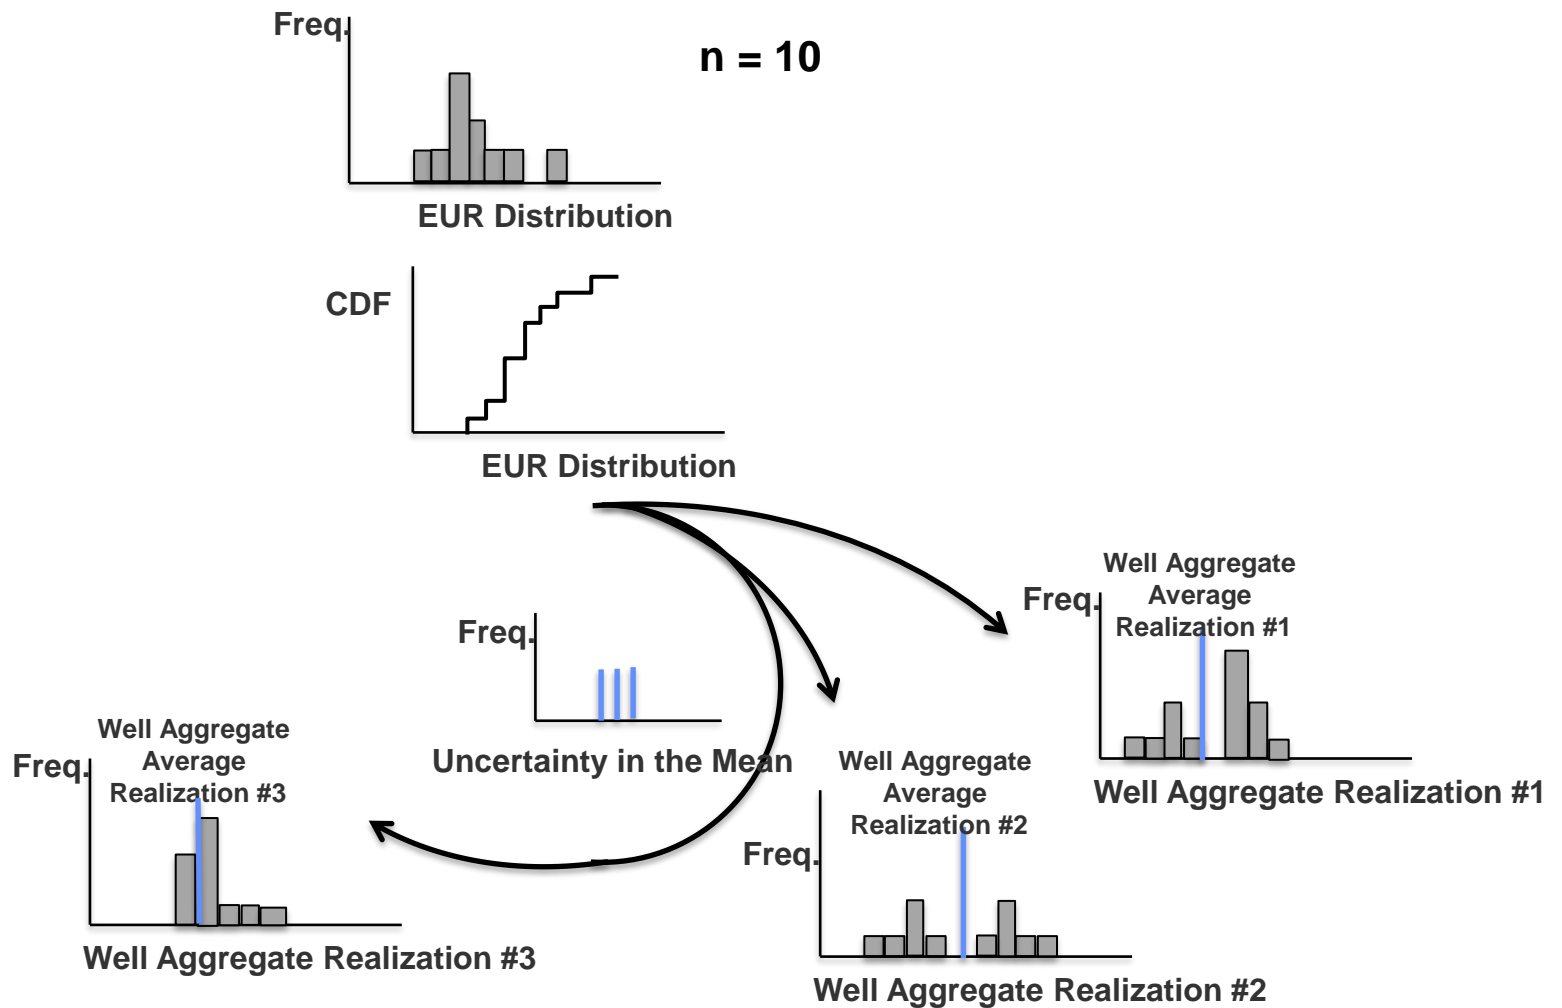 Freq.
n = 10
EUR Distribution
CDF
EUR Distribution
Well Aggregate
Average
Realization #1
Freq.
Well Aggregate Realization #1
Freq.
Uncertainty in the Mean
Well Aggregate
Average
Realization #2
Freq.
Well Aggregate Realization #2
Well Aggregate
Average
Realization #3
Freq.
Well Aggregate Realization #3